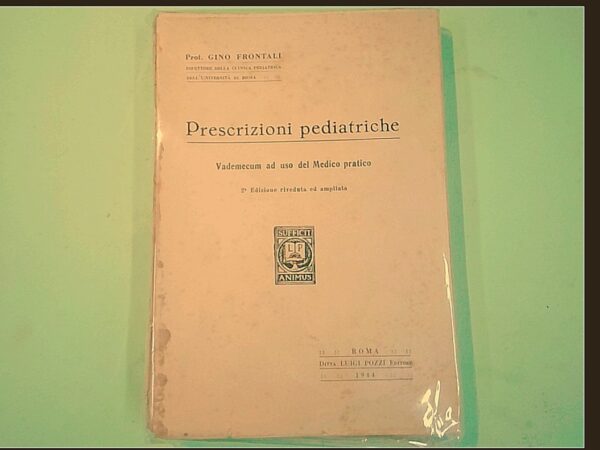 Prof. GINO FRONTALI
DIRETTORE DELLA CLINICA PEDIATRICA
DELL'UNIVERSITÀ DI ROMA
Prescrizioni pediatriche
Vademecum ad uso del Medico pratico
2ª Edizione riveduta ed ampliata
SUFFICIT
L P
ANIMUS
ROMA
DITTA LUIGI POZZI EDITORE
1944